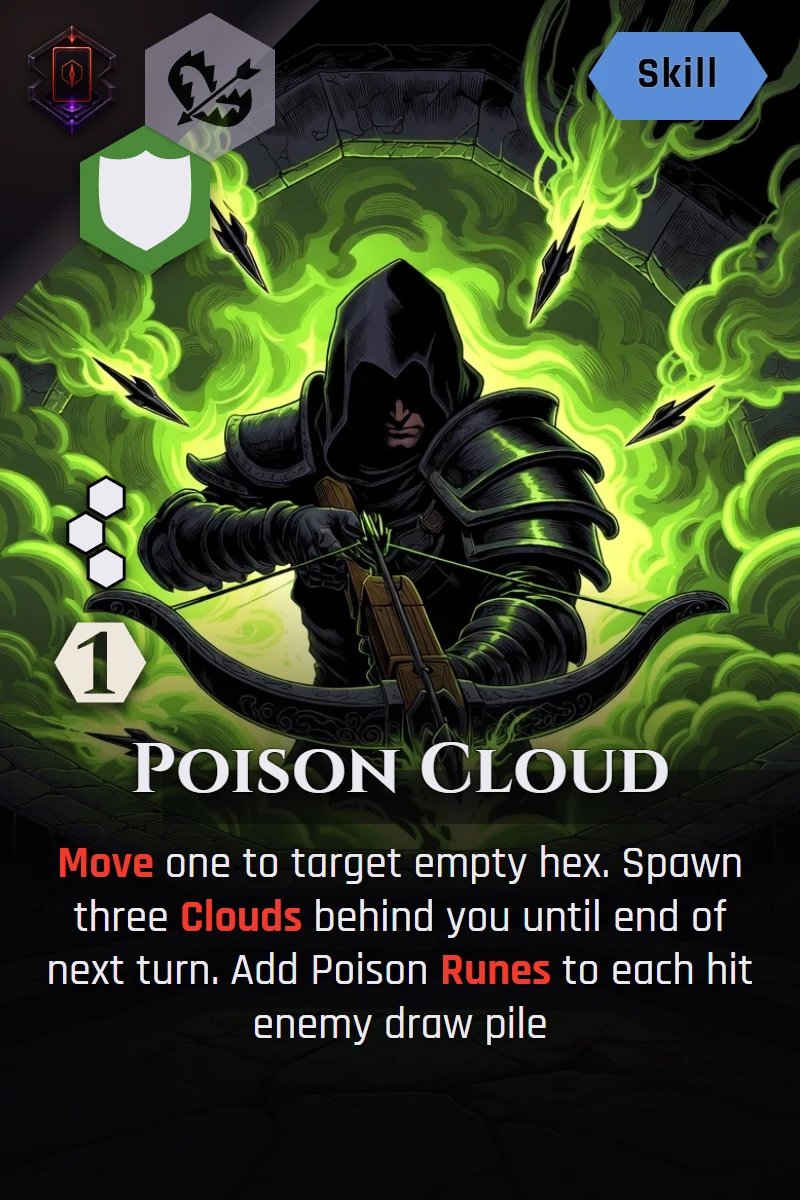 Skill
1
Poison Cloud
Move one to target empty hex. Spawn
three Clouds behind you until end of
next turn. Add Poison Runes to each hit
enemy draw pile